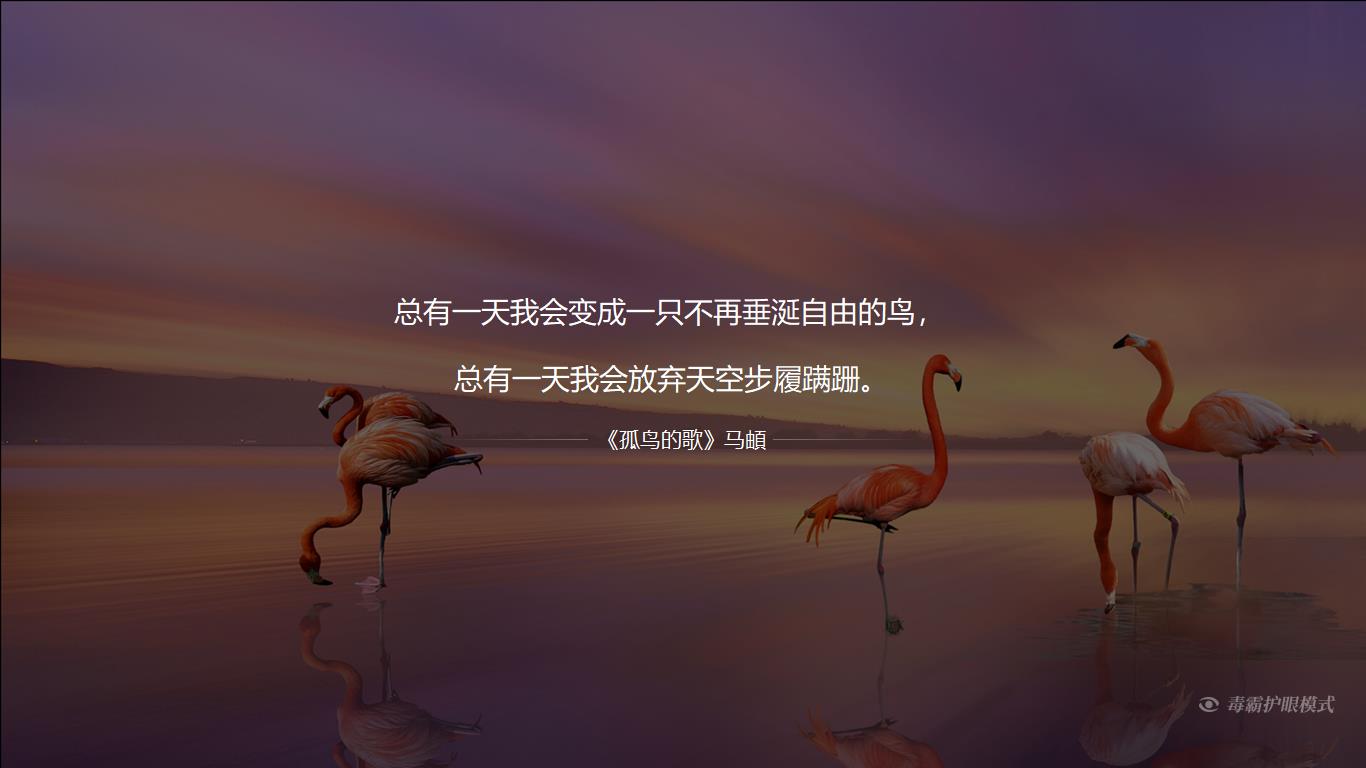 总有一天我会变成一只不再垂涎自由的鸟，
总有一天我会放弃天空步履蹒跚。
《孤鸟的歌》马頔
毒霸护眼模式